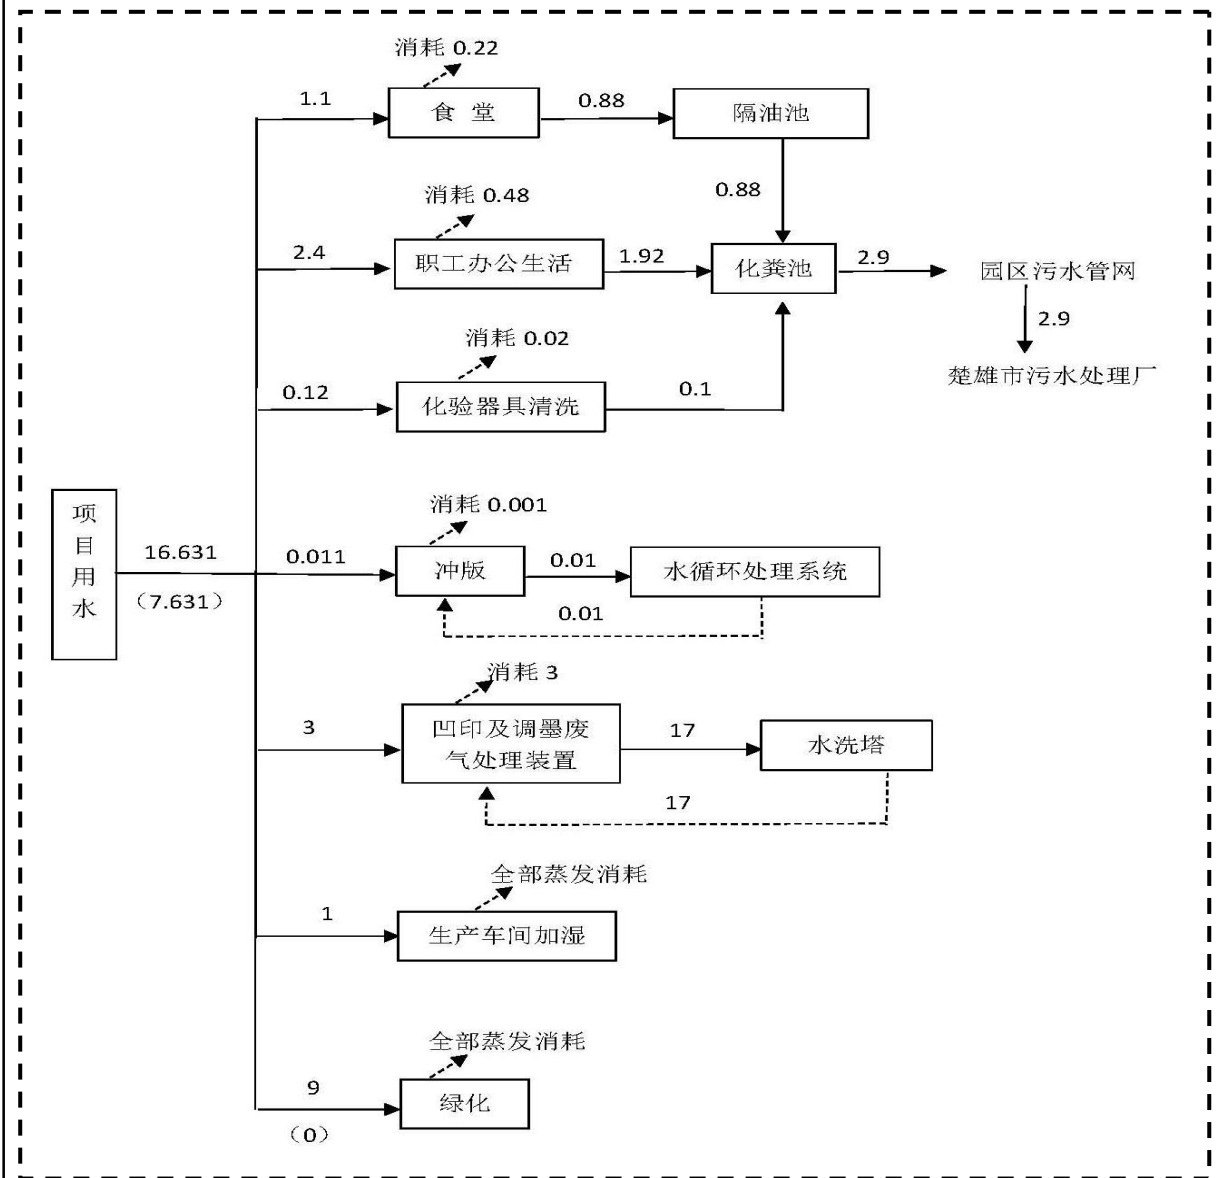 消耗 0.22
1.1
食 堂
0.88
隔油池
0.88
消耗 0.48
2.4
职工办公生活
1.92
化粪池
2.9
园区污水管网
2.9
楚雄市污水处理厂
消耗 0.02
0.12
化验器具清洗
0.1
项
目
用
水
16.631
（7.631）
消耗 0.001
0.011
冲版
0.01
水循环处理系统
0.01
消耗 3
3
凹印及调墨废
气处理装置
17
水洗塔
17
全部蒸发消耗
1
生产车间加湿
全部蒸发消耗
9
（0）
绿化